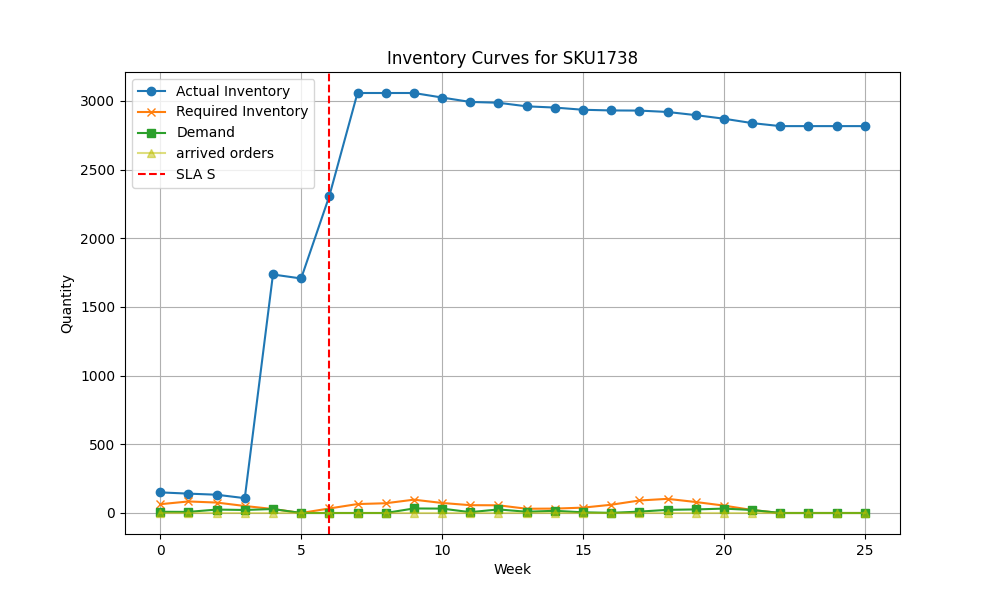 Inventory Curves for SKU1738
Actual Inventory
Required Inventory
Demand
arrived orders
SLA S
3000
2500
2000
1500
1000
500
0
Quantity
0 5 10 15 20 25
Week